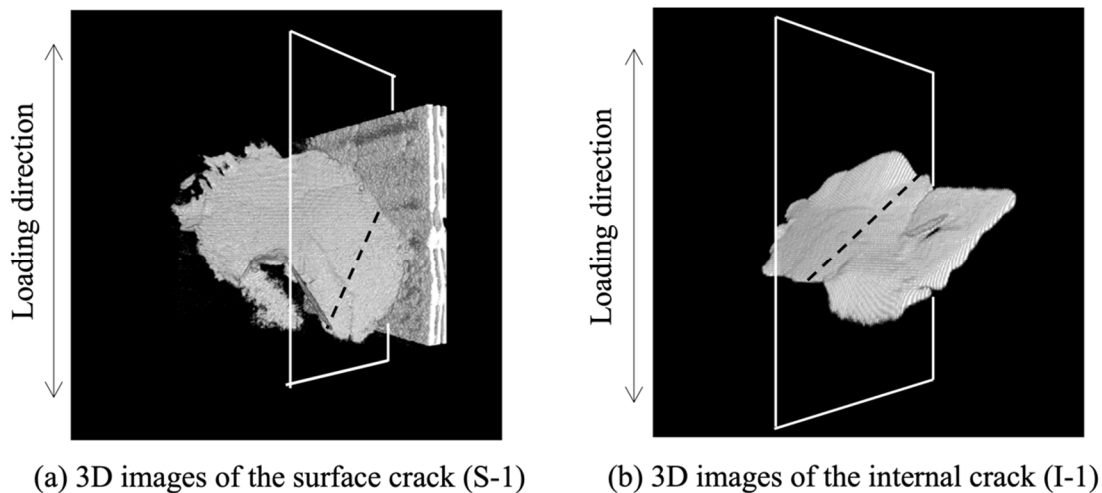 Loading direction
Loading direction
(a) 3D images of the surface crack (S-1)
(b) 3D images of the internal crack (I-1)